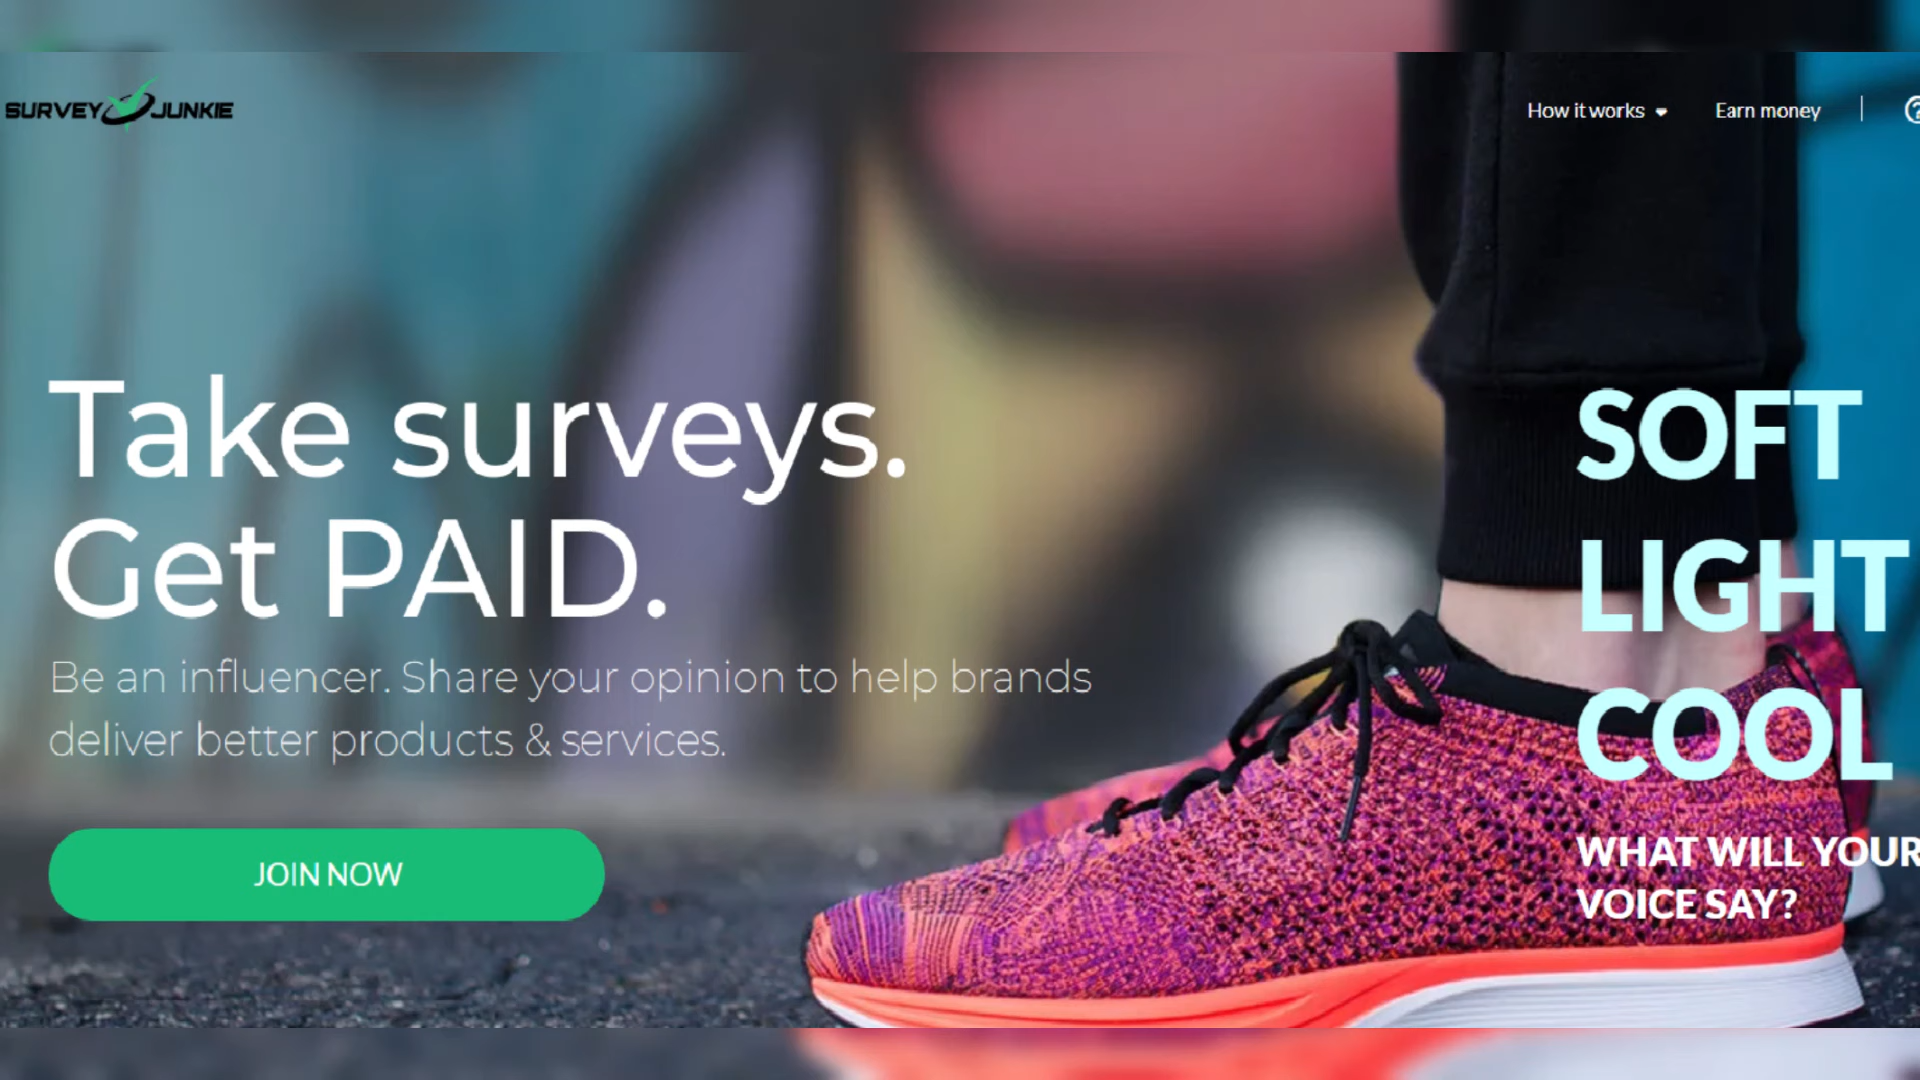 SURVEY JUNKIE
How it works
Earn money
Take surveys.
Get PAID.
Be an influencer. Share your opinion to help brands
deliver better products & services.
JOIN NOW
SOFT
LIGHT
COOL
WHAT WILL YOUR
VOICE SAY?